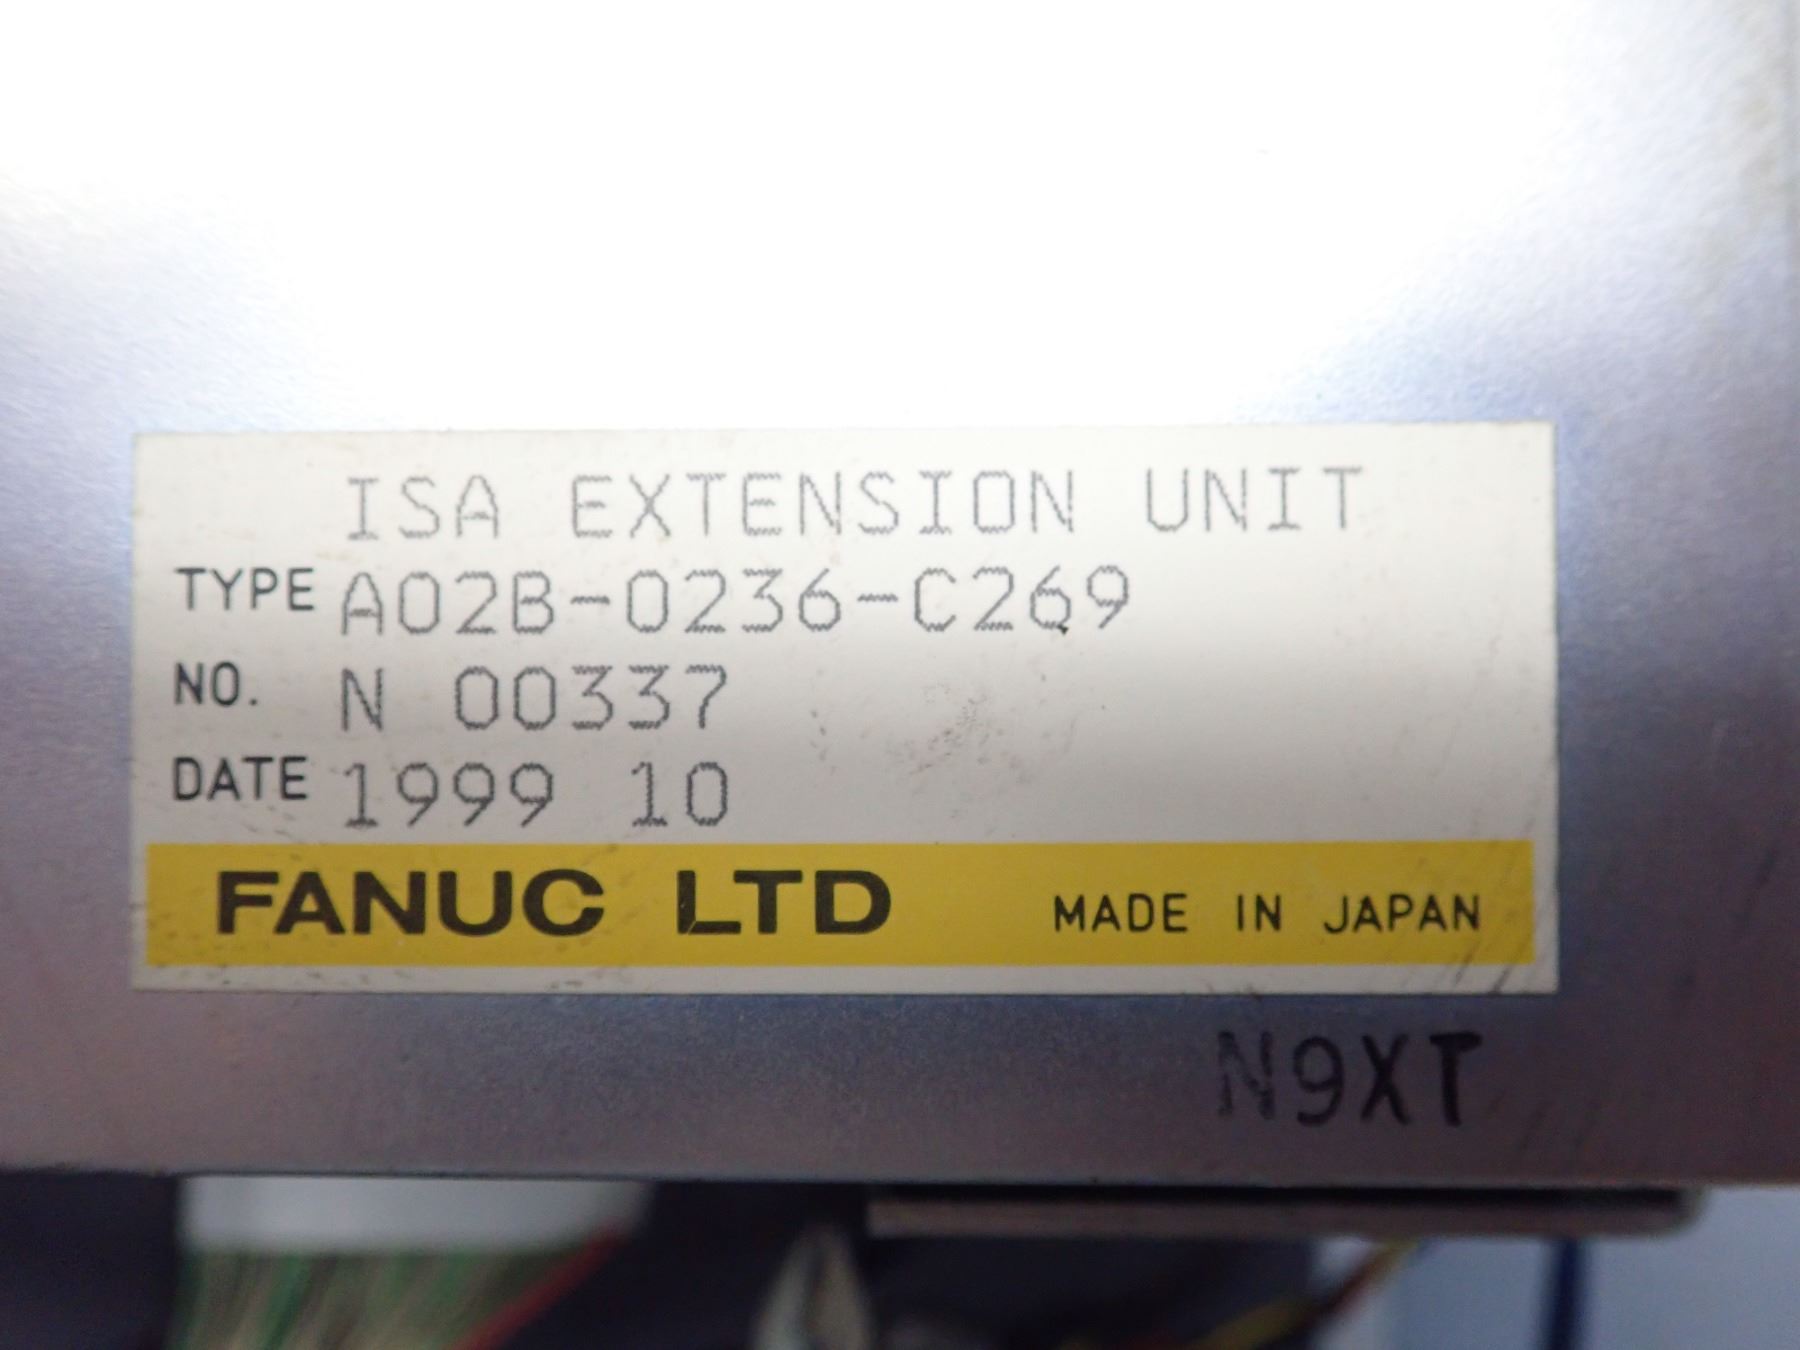 ISA EXTENSION UNIT
TYPE A02B-0236-C269
NO. N 00337
DATE 1999 10
FANUC LTD MADE IN JAPAN
N9XT